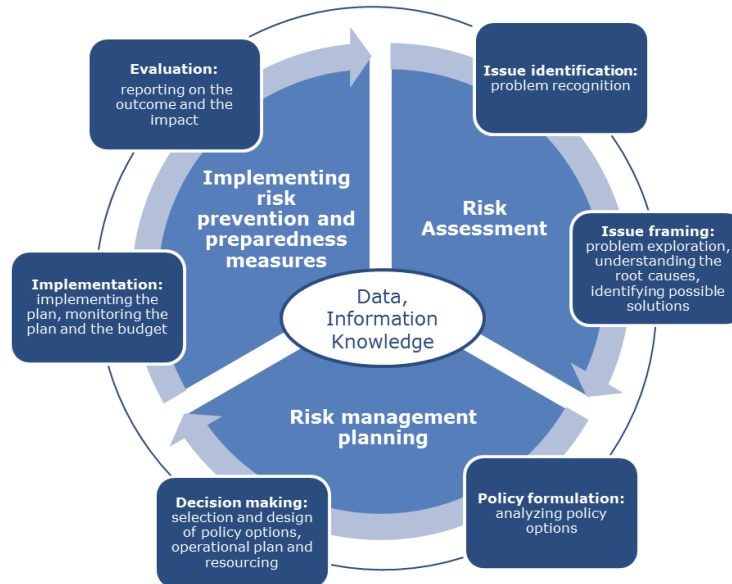 Evaluation:
reporting on the
outcome and the
impact
Issue identification:
problem recognition
Implementing
risk
prevention and
preparedness
measures
Risk
Assessment
Issue framing:
problem exploration,
understanding the
root causes,
identifying possible
solutions
Implementation:
implementing the
plan, monitoring the
plan and the budget
Data,
Information
Knowledge
Risk management
planning
Decision making:
selection and design
of policy options,
operational plan and
resourcing
Policy formulation:
analyzing policy
options